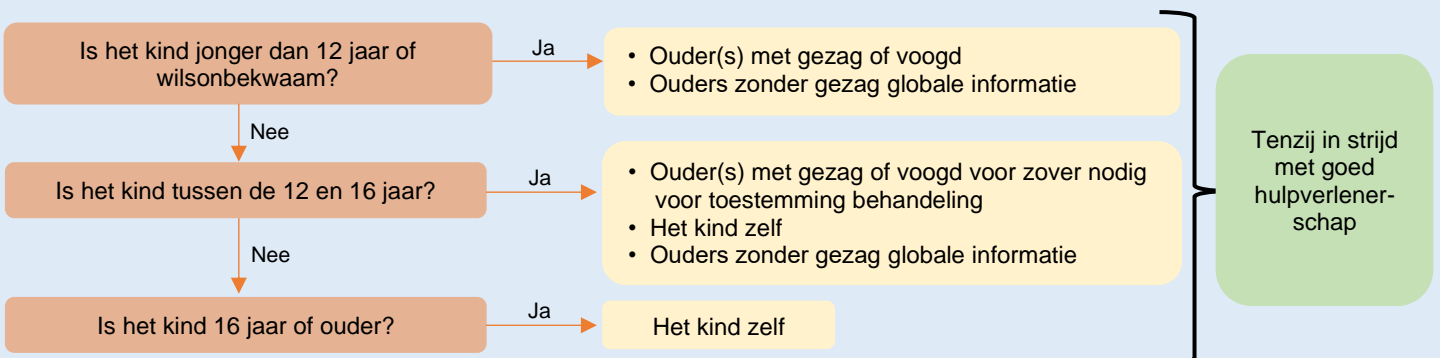 Is het kind jonger dan 12 jaar of
wilsonbekwaam?
Ja
• Ouder(s) met gezag of voogd
• Ouders zonder gezag globale informatie
Nee
Is het kind tussen de 12 en 16 jaar?
Ja
• Ouder(s) met gezag of voogd voor zover nodig
voor toestemming behandeling
• Het kind zelf
• Ouders zonder gezag globale informatie
Nee
Is het kind 16 jaar of ouder?
Ja
Het kind zelf
Tenzij in strijd
met goed
hulpverlener-
schap